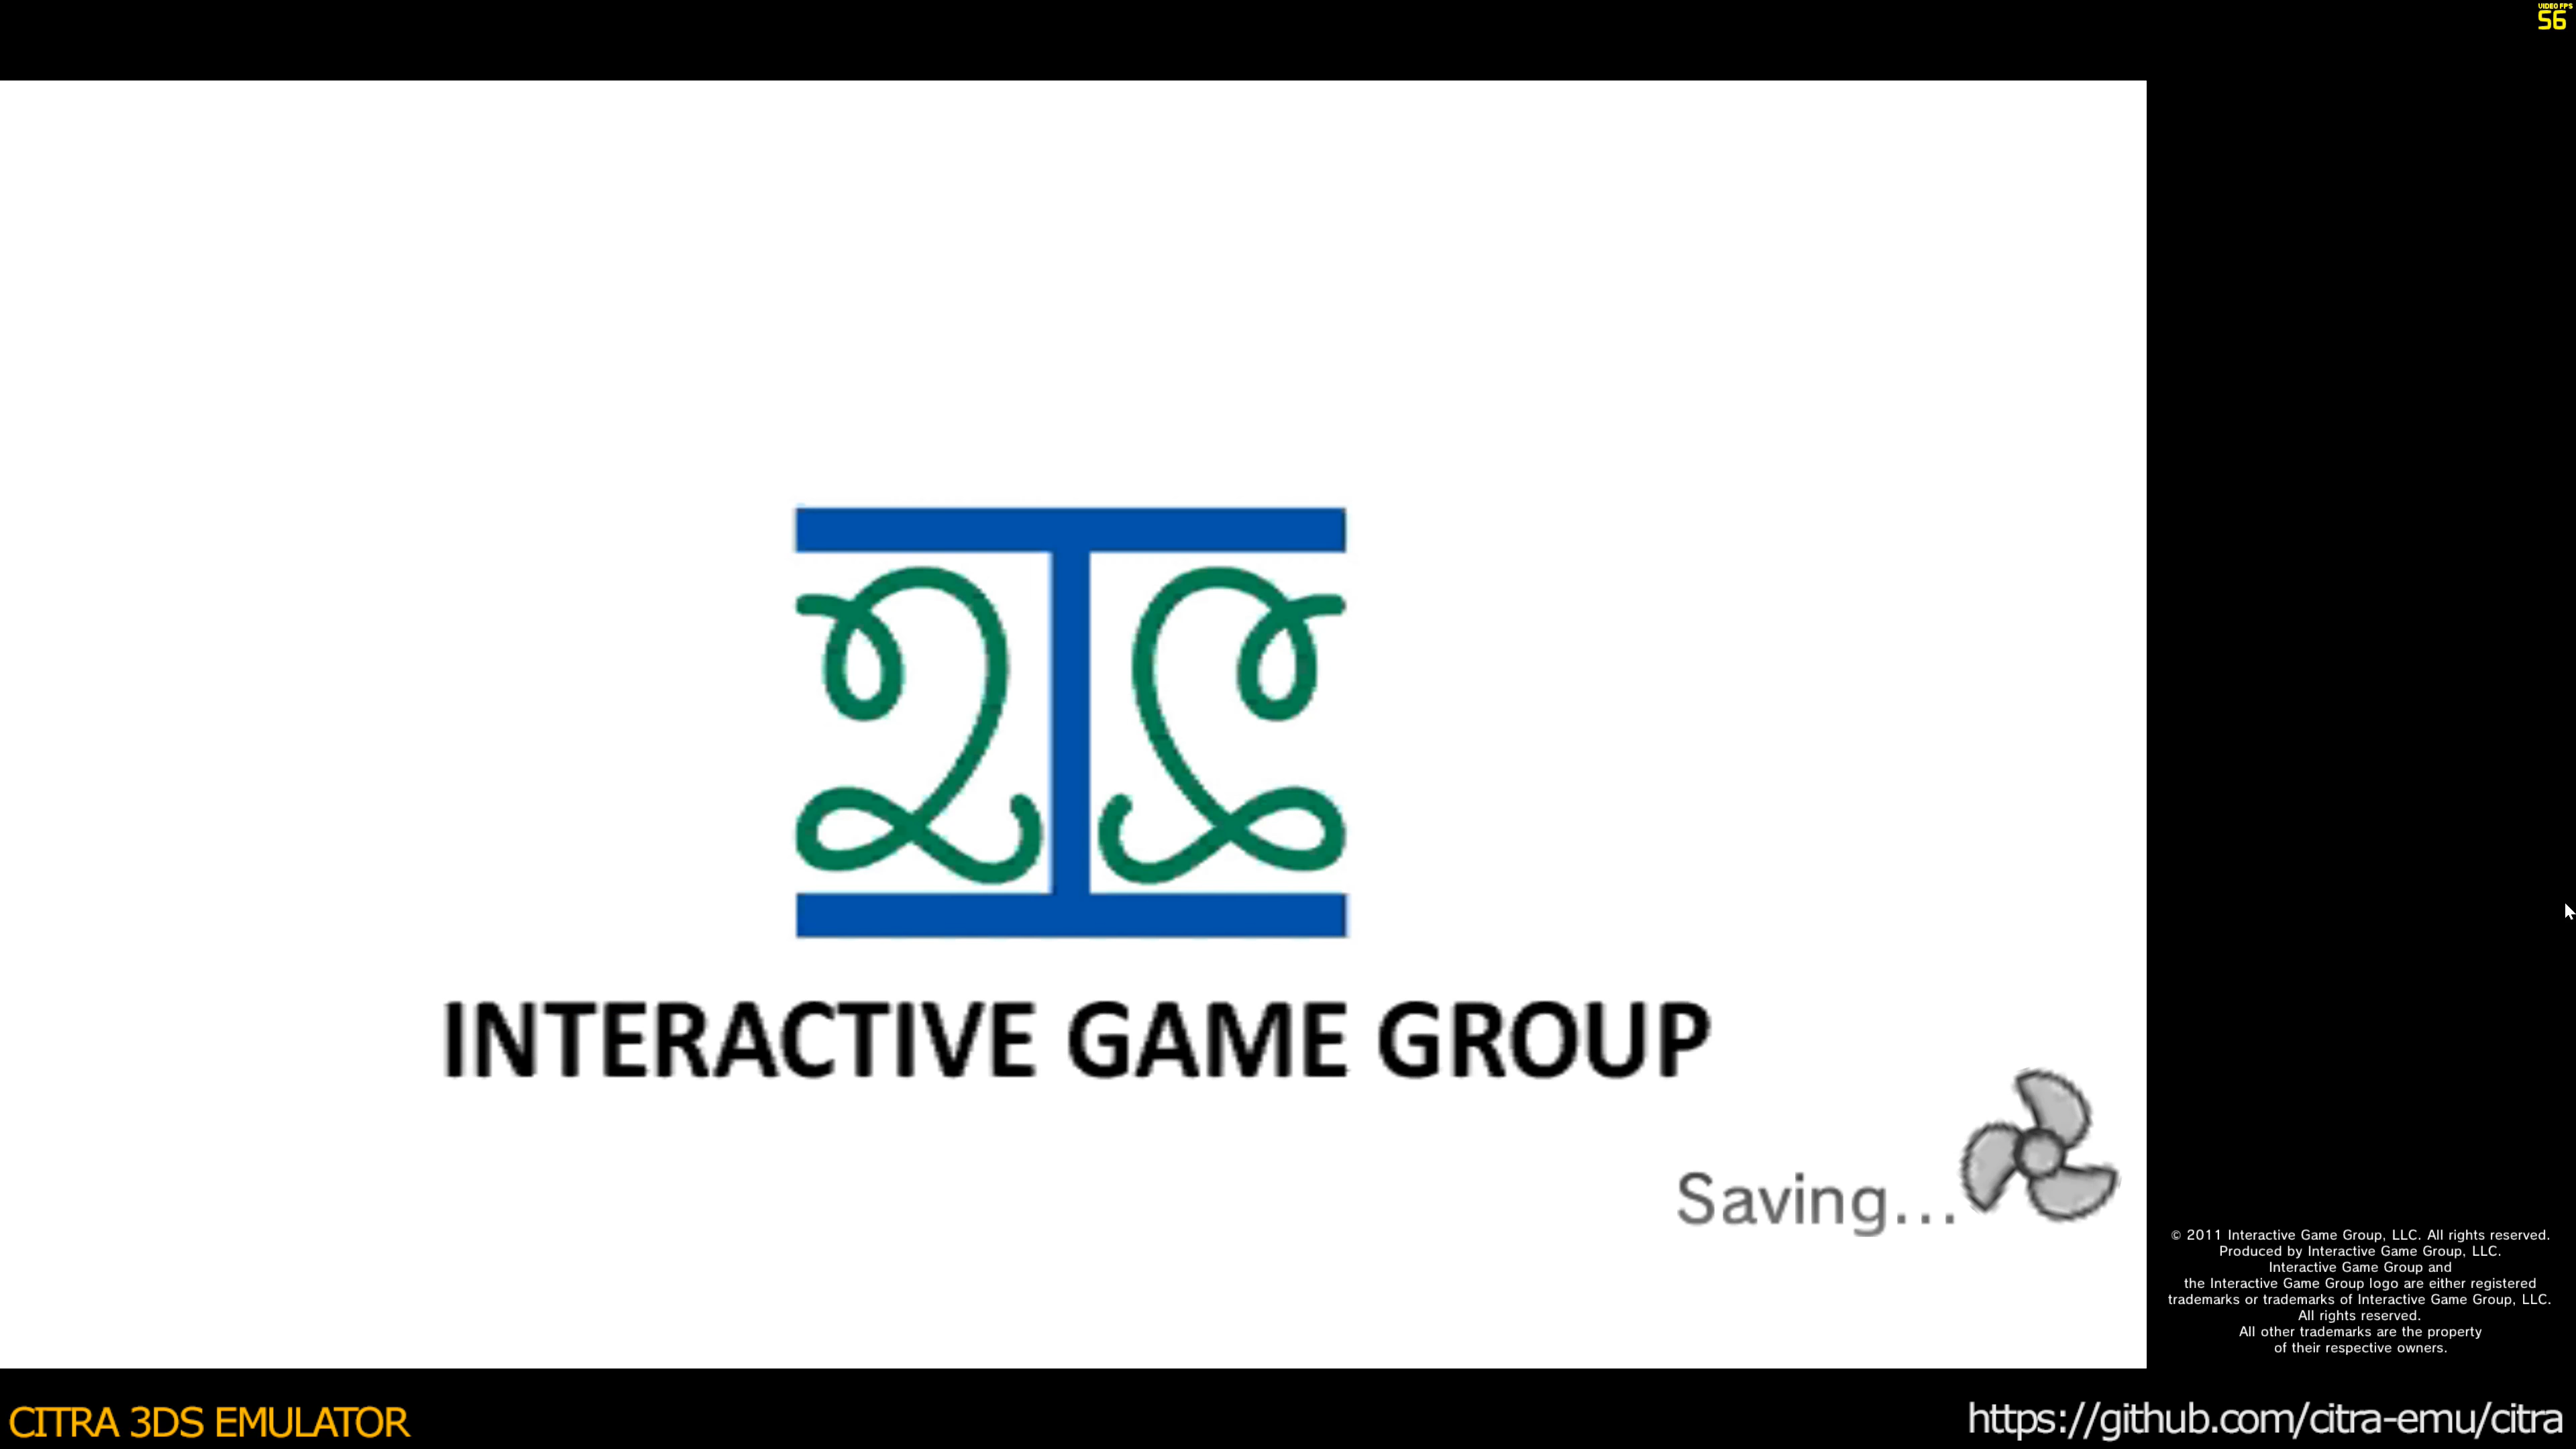 VIDEO FPS
56
INTERACTIVE GAME GROUP
Saving...
© 2011 Interactive Game Group, LLC. All rights reserved.
Produced by Interactive Game Group, LLC.
Interactive Game Group and
the Interactive Game Group logo are either registered
trademarks or trademarks of Interactive Game Group, LLC.
All rights reserved.
All other trademarks are the property
of their respective owners.
CITRA 3DS EMULATOR
https://github.com/citra-emu/citra